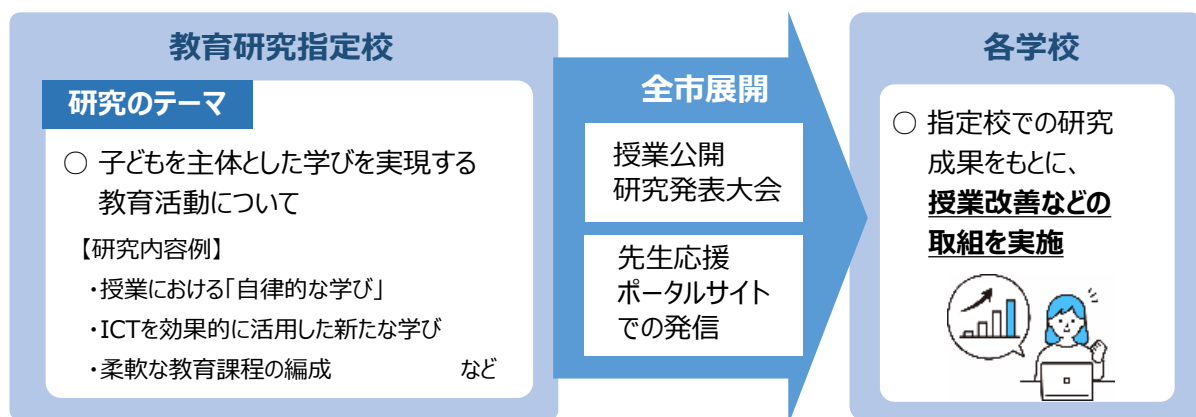 教育研究指定校
研究のテーマ
○ 子どもを主体とした学びを実現する
教育活動について
【研究内容例】
・授業における「自律的な学び」
・ICTを効果的に活用した新たな学び
・柔軟な教育課程の編成 など
全市展開
授業公開
研究発表大会
先生応援
ポータルサイト
での発信
各学校
○ 指定校での研究
成果をもとに、
授業改善などの
取組を実施